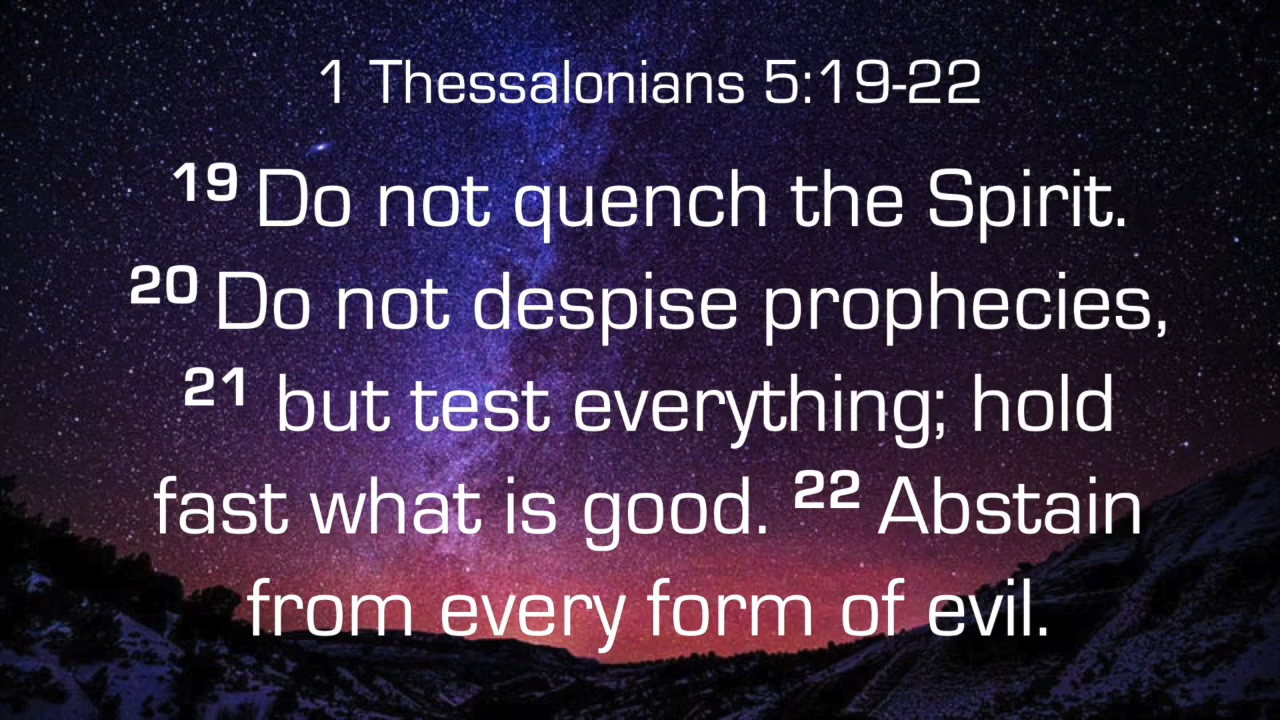 1 Thessalonians 5:19-22
19 Do not quench the Spirit.
20 Do not despise prophecies,
21 but test everything; hold
fast what is good. 22 Abstain
from every form of evil.